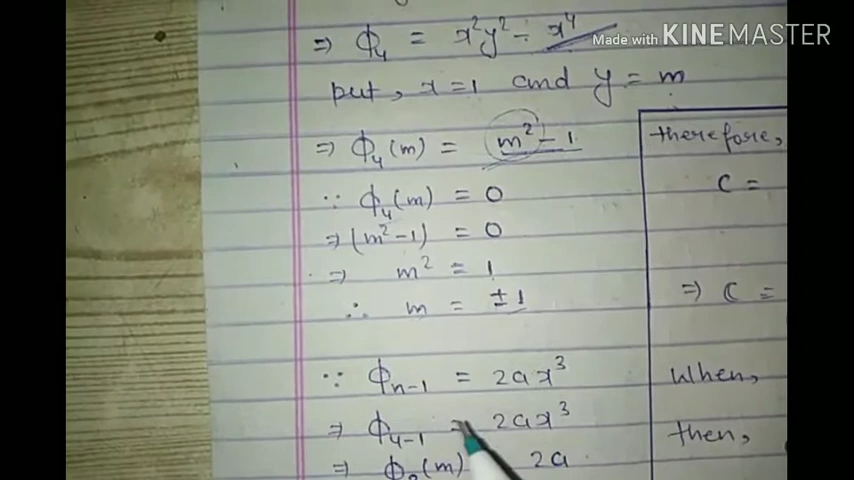 ⇒ ϕ₄ = x²y² - x⁴
Made with KINEMASTER
put, x = 1 and y = m
⇒ ϕ₄(m) = m² - 1
∵ ϕ₄(m) = 0
⇒ (m² - 1) = 0
⇒ m² = 1
∴ m = ±1
∵ ϕₙ₋₁ = 2ax³
⇒ ϕ₄₋₁ = 2ax³
⇒ ϕ₃(m) 2a
therefore,
C =
⇒ C =
when,
then,